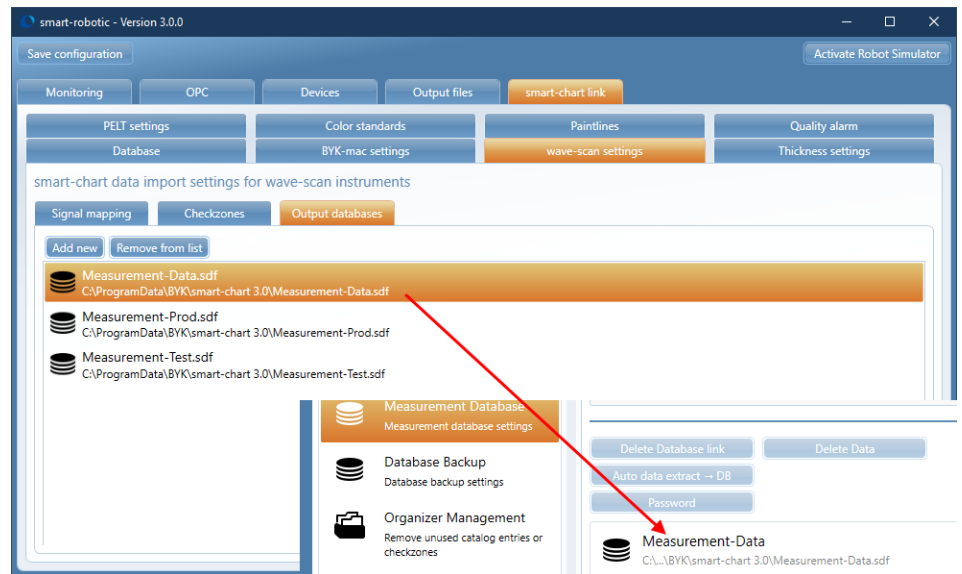 smart-robotic - Version 3.0.0
Save configuration
Activate Robot Simulator
Monitoring
OPC
Devices
Output files
smart-chart link
PELT settings
Color standards
Paintlines
Quality alarm
Database
BYK-mac settings
wave-scan settings
Thickness settings
smart-chart data import settings for wave-scan instruments
Signal mapping
Checkzones
Output databases
Add new
Remove from list
Measurement-Data.sdf
C:\ProgramData\BYK\smart-chart 3.0\Measurement-Data.sdf
Measurement-Prod.sdf
C:\ProgramData\BYK\smart-chart 3.0\Measurement-Prod.sdf
Measurement-Test.sdf
C:\ProgramData\BYK\smart-chart 3.0\Measurement-Test.sdf
Measurement Database
Measurement database settings
Database Backup
Database backup settings
Organizer Management
Remove unused catalog entries or
checkzones
Delete Database link
Delete Data
Auto data extract → DB
Password
Measurement-Data
C:\...\BYK\smart-chart 3.0\Measurement-Data.sdf